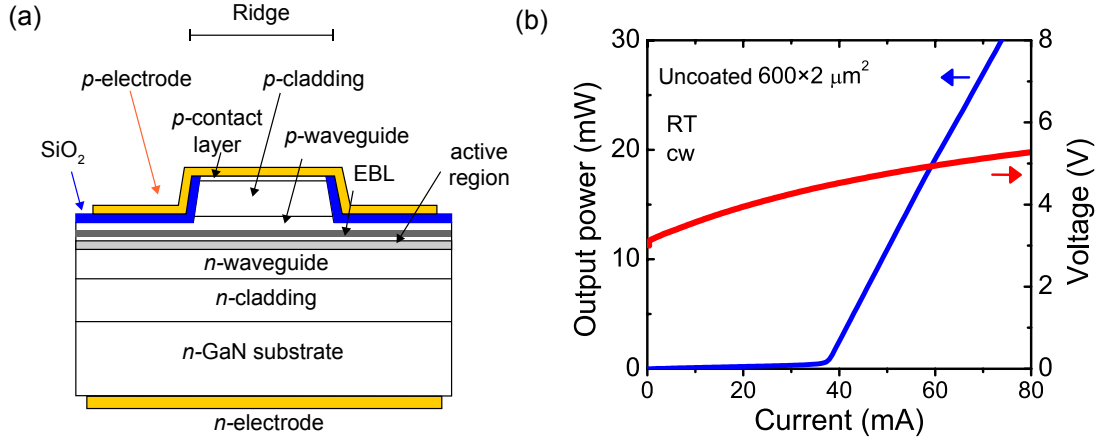 (a)
Ridge
p-electrode
p-cladding
p-contact
layer
p-waveguide
SiO2
EBL
active
region
n-waveguide
n-cladding
n-GaN substrate
n-electrode
(b)
Uncoated 600×2 μm²
RT
cw
30
20
10
0
Output power (mW)
8
6
4
2
0
Voltage (V)
0 20 40 60 80
Current (mA)